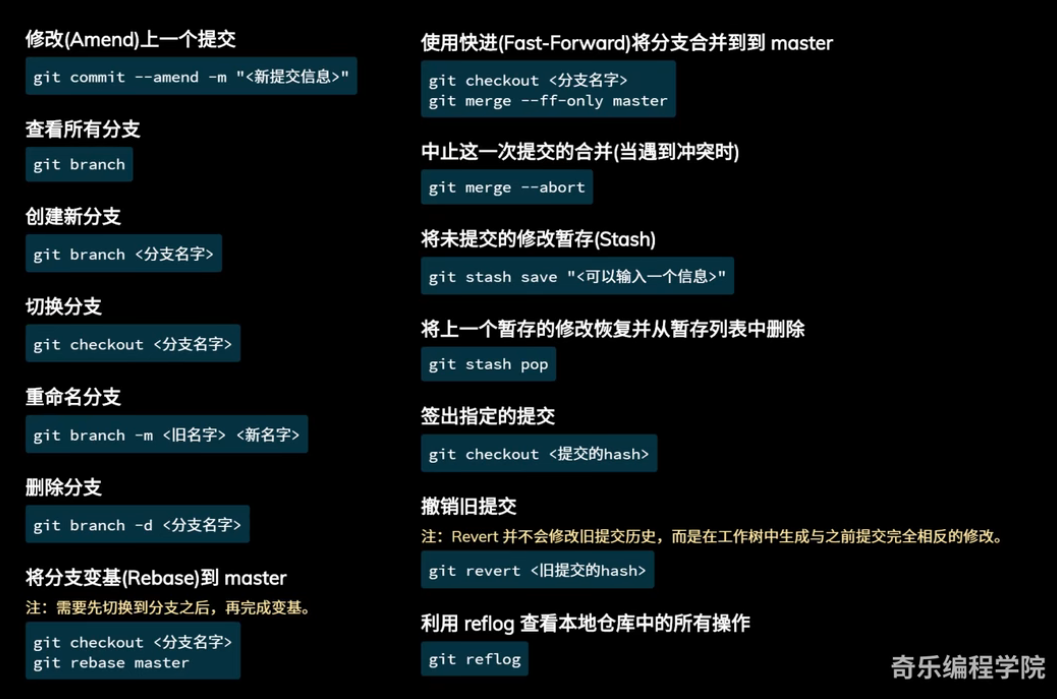 修改(Amend)上一个提交
git commit --amend -m "<新提交信息>"
查看所有分支
git branch
创建新分支
git branch <分支名字>
切换分支
git checkout <分支名字>
重命名分支
git branch -m <旧名字> <新名字>
删除分支
git branch -d <分支名字>
将分支变基(Rebase)到 master
注：需要先切换到分支之后，再完成变基。
git checkout <分支名字>
git rebase master
使用快进(Fast-Forward)将分支合并到到 master
git checkout <分支名字>
git merge --ff-only master
中止这一次提交的合并(当遇到冲突时)
git merge --abort
将未提交的修改暂存(Stash)
git stash save "<可以输入一个信息>"
将上一个暂存的修改恢复并从暂存列表中删除
git stash pop
签出指定的提交
git checkout <提交的hash>
撤销旧提交
注：Revert 并不会修改旧提交历史，而是在工作树中生成与之前提交完全相反的修改。
git revert <旧提交的hash>
利用 reflog 查看本地仓库中的所有操作
git reflog
奇乐编程学院